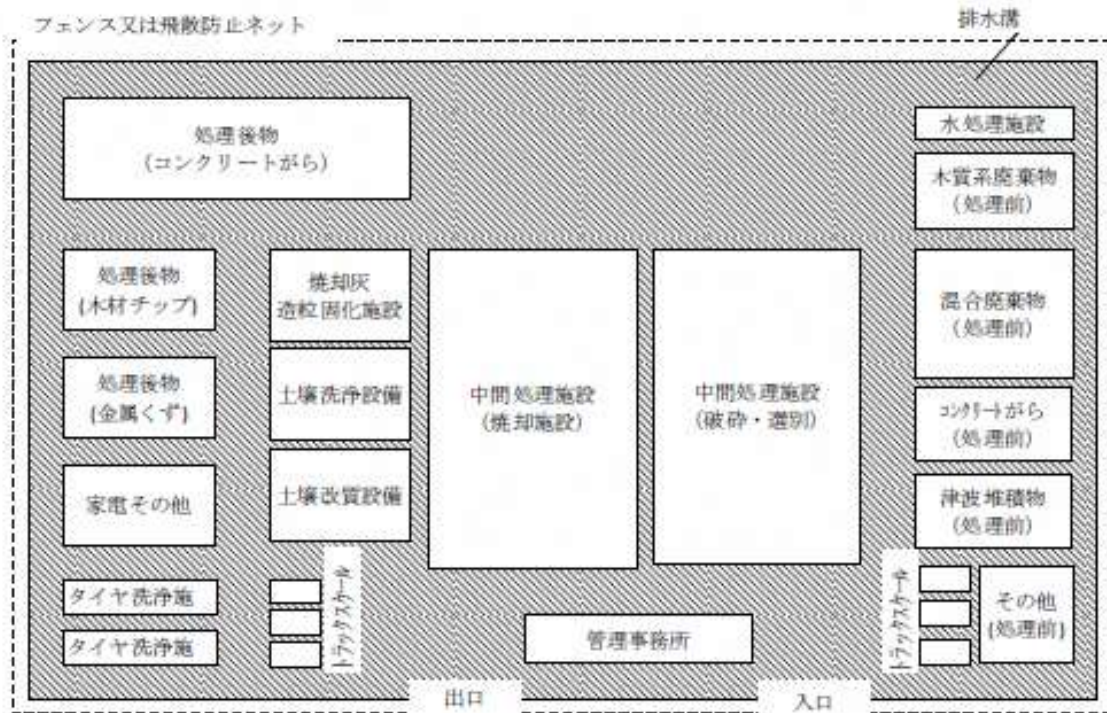 フェンス又は飛散防止ネット
排水溝
処理後物
(コンクリートがら)
水処理施設
木質系廃棄物
(処理前)
処理後物
(木材チップ)
焼却灰
造粒固化施設
混合廃棄物
(処理前)
処理後物
(金属くず)
土壌洗浄設備
中間処理施設
(焼却施設)
中間処理施設
(破砕・選別)
コンクリートがら
(処理前)
家電その他
土壌改質設備
津波堆積物
(処理前)
タイヤ洗浄施
タイヤ洗浄施
トラックスケール
管理事務所
トラックスケール
その他
(処理前)
出口
入口